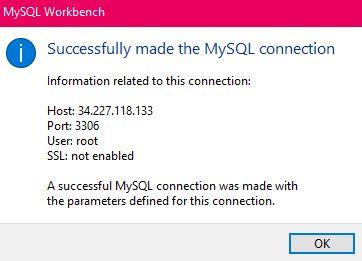 MySQL Workbench
Successfully made the MySQL connection
Information related to this connection:
Host: 34.227.118.133
Port: 3306
User: root
SSL: not enabled
A successful MySQL connection was made with
the parameters defined for this connection.
OK